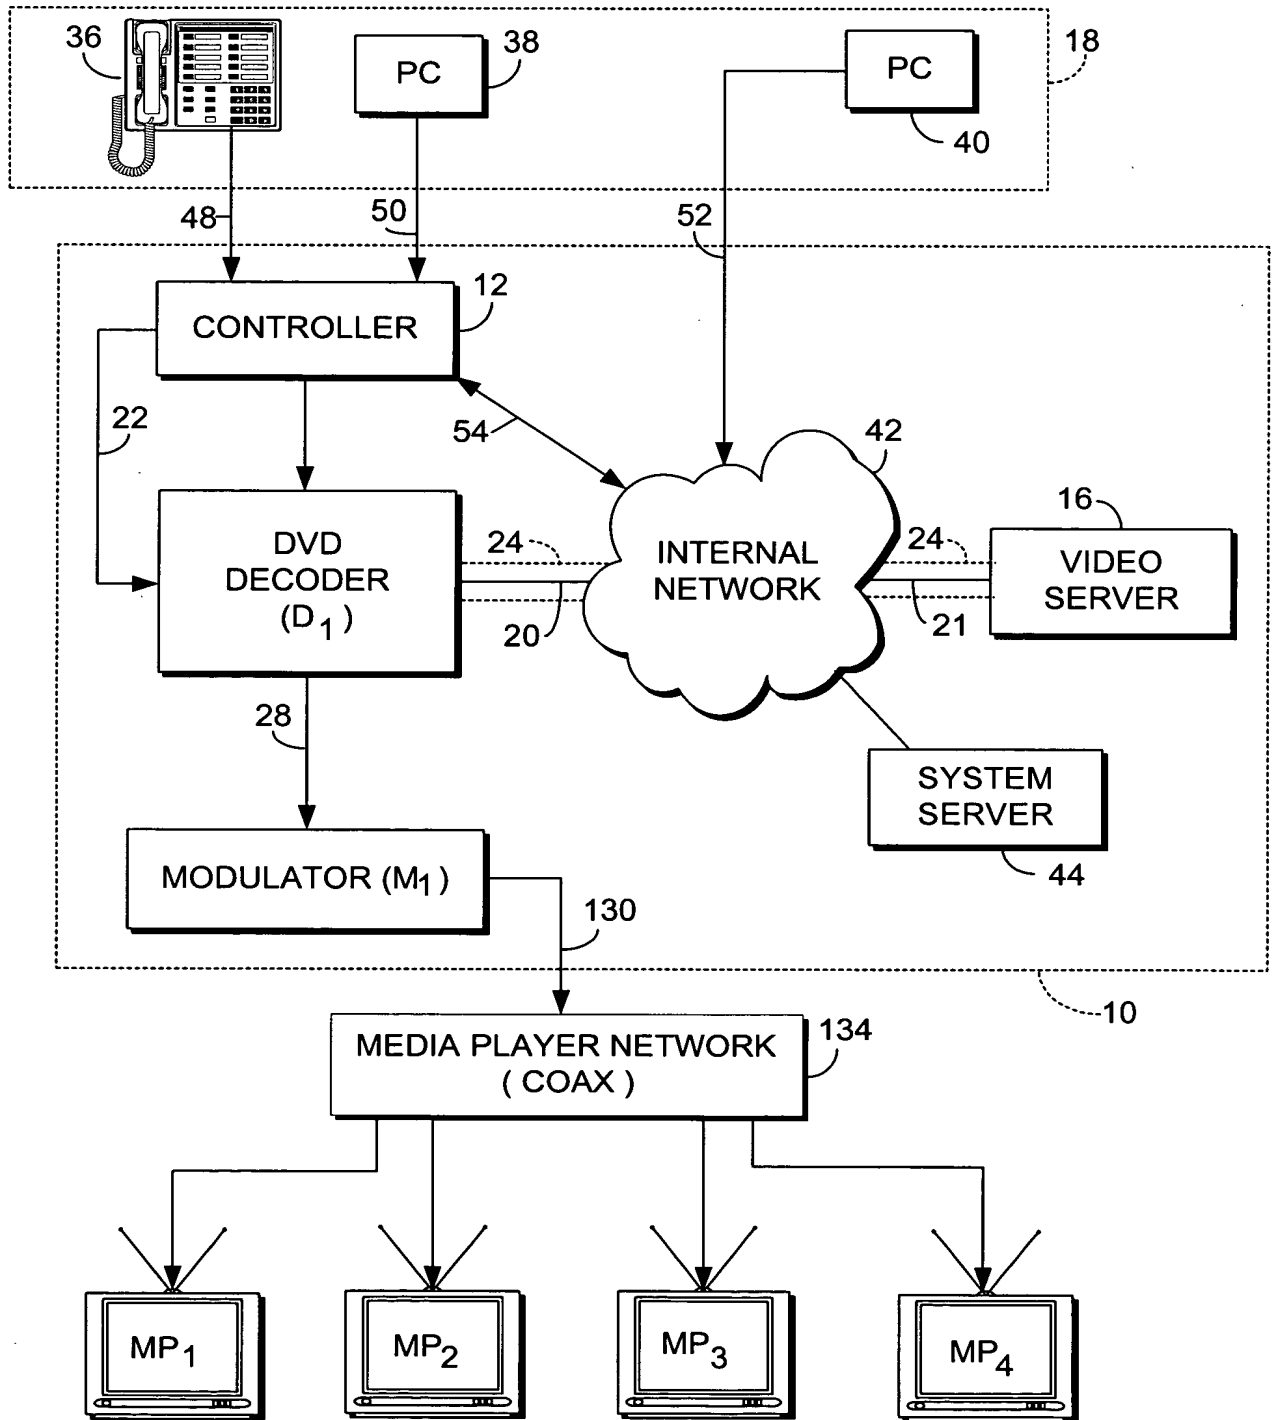 36
PC
38
PC
18
40
48
50
52
CONTROLLER
12
22
54
42
DVD
DECODER
(D1)
24
INTERNAL
NETWORK
24
16
VIDEO
SERVER
20
21
28
SYSTEM
SERVER
44
MODULATOR (M1)
130
10
MEDIA PLAYER NETWORK
( COAX )
134
MP1
MP2
MP3
MP4